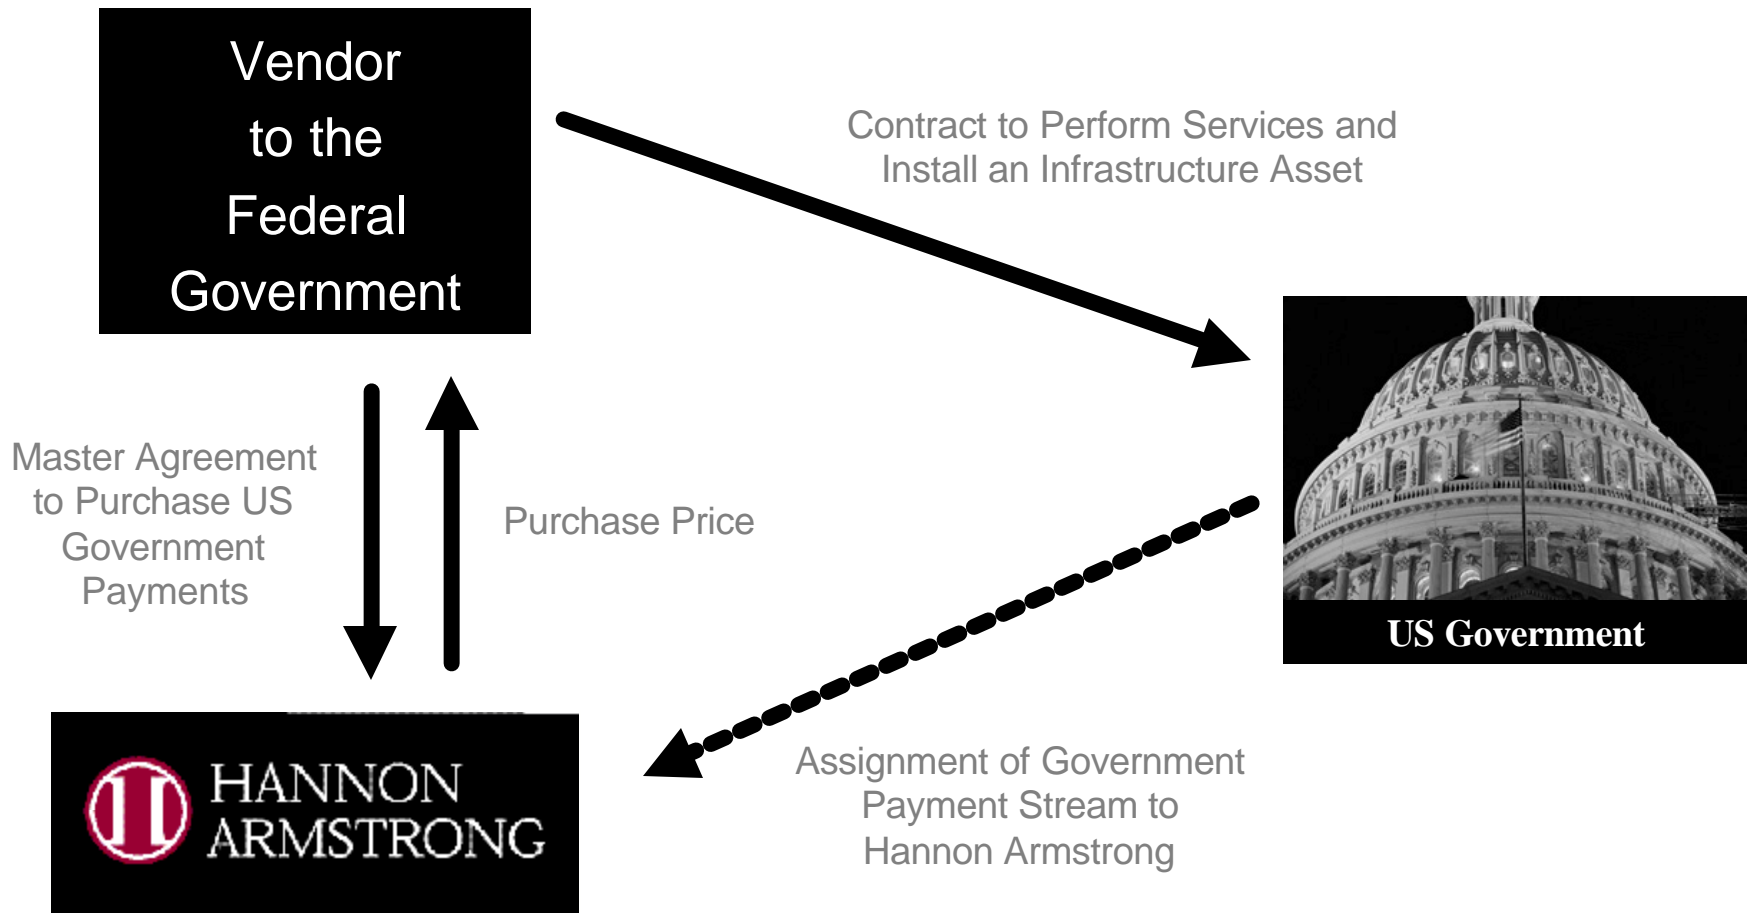 Vendor
to the
Federal
Government
Contract to Perform Services and
Install an Infrastructure Asset
Master Agreement
to Purchase US
Government
Payments
Purchase Price
US Government
HANNON
ARMSTRONG
Assignment of Government
Payment Stream to
Hannon Armstrong